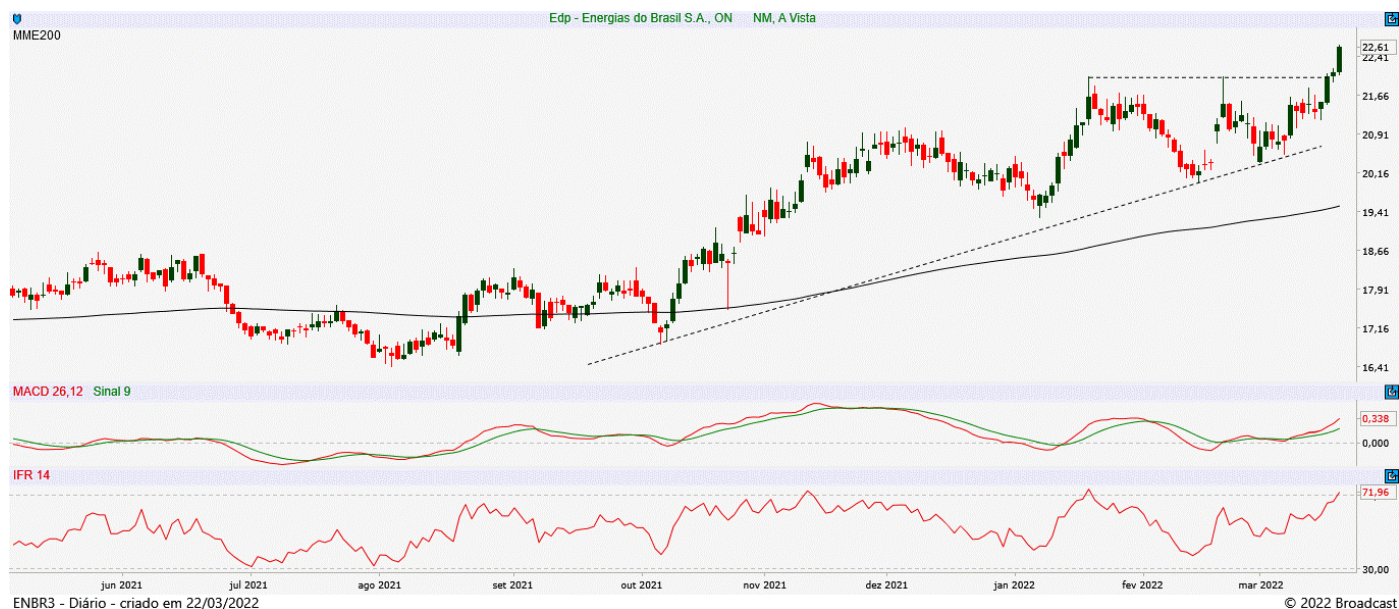 Edp - Energias do Brasil S.A., ON NM, A Vista
MME200
22,61
22,41
21,66
20,91
20,16
19,41
18,66
17,91
17,16
16,41
MACD 26,12 Sinal 9
0,338
0,000
IFR 14
71,96
30,00
jun 2021 jul 2021 ago 2021 set 2021 out 2021 nov 2021 dez 2021 jan 2022 fev 2022 mar 2022
ENBR3 - Diário - criado em 22/03/2022 © 2022 Broadcast